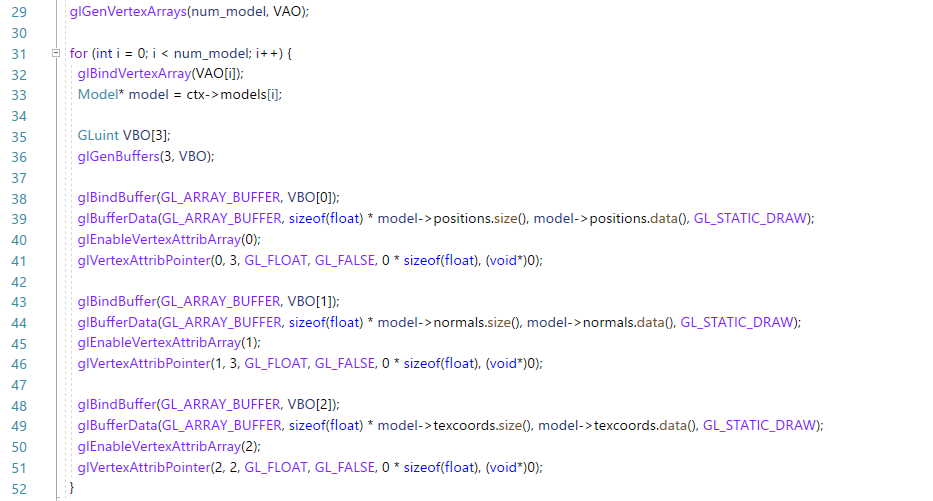 29 glGenVertexArrays(num_model, VAO);
30
31 for (int i = 0; i < num_model; i++) {
32 glBindVertexArray(VAO[i]);
33 Model* model = ctx->models[i];
34
35 GLuint VBO[3];
36 glGenBuffers(3, VBO);
37
38 glBindBuffer(GL_ARRAY_BUFFER, VBO[0]);
39 glBufferData(GL_ARRAY_BUFFER, sizeof(float) * model->positions.size(), model->positions.data(), GL_STATIC_DRAW);
40 glEnableVertexAttribArray(0);
41 glVertexAttribPointer(0, 3, GL_FLOAT, GL_FALSE, 0 * sizeof(float), (void*)0);
42
43 glBindBuffer(GL_ARRAY_BUFFER, VBO[1]);
44 glBufferData(GL_ARRAY_BUFFER, sizeof(float) * model->normals.size(), model->normals.data(), GL_STATIC_DRAW);
45 glEnableVertexAttribArray(1);
46 glVertexAttribPointer(1, 3, GL_FLOAT, GL_FALSE, 0 * sizeof(float), (void*)0);
47
48 glBindBuffer(GL_ARRAY_BUFFER, VBO[2]);
49 glBufferData(GL_ARRAY_BUFFER, sizeof(float) * model->texcoords.size(), model->texcoords.data(), GL_STATIC_DRAW);
50 glEnableVertexAttribArray(2);
51 glVertexAttribPointer(2, 2, GL_FLOAT, GL_FALSE, 0 * sizeof(float), (void*)0);
52 }